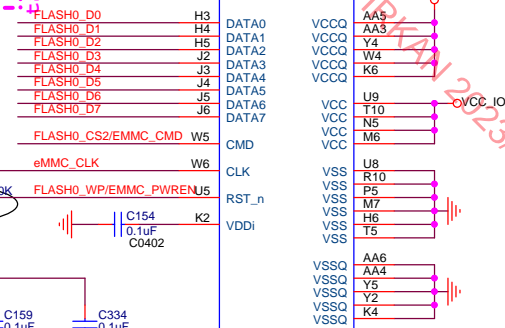 FLASH0_D0 H3 DATA0 VCCQ AA5
FLASH0_D1 H4 DATA1 VCCQ AA3
FLASH0_D2 H5 DATA2 VCCQ Y4
FLASH0_D3 J2 DATA3 VCCQ W4
FLASH0_D4 J3 DATA4 VCCQ K6
FLASH0_D5 J4 DATA5
FLASH0_D6 J5 DATA6 VCC U9 VCC_IO
FLASH0_D7 J6 DATA7 VCC T10
VCC N5
FLASH0_CS2/EMMC_CMD W5 CMD VCC M6
eMMC_CLK W6 CLK VSS U8
VSS R10
FLASH0_WP/EMMC_PWREN U5 RST_n VSS P5
VSS M7
C154 K2 VDDi VSS H6
0.1uF VSS T5
C0402
VSSQ AA6
VSSQ AA4
VSSQ Y5
VSSQ Y2
C159 C334 VSSQ K4
0.1uF 0.1uF
IRKAN 2023/